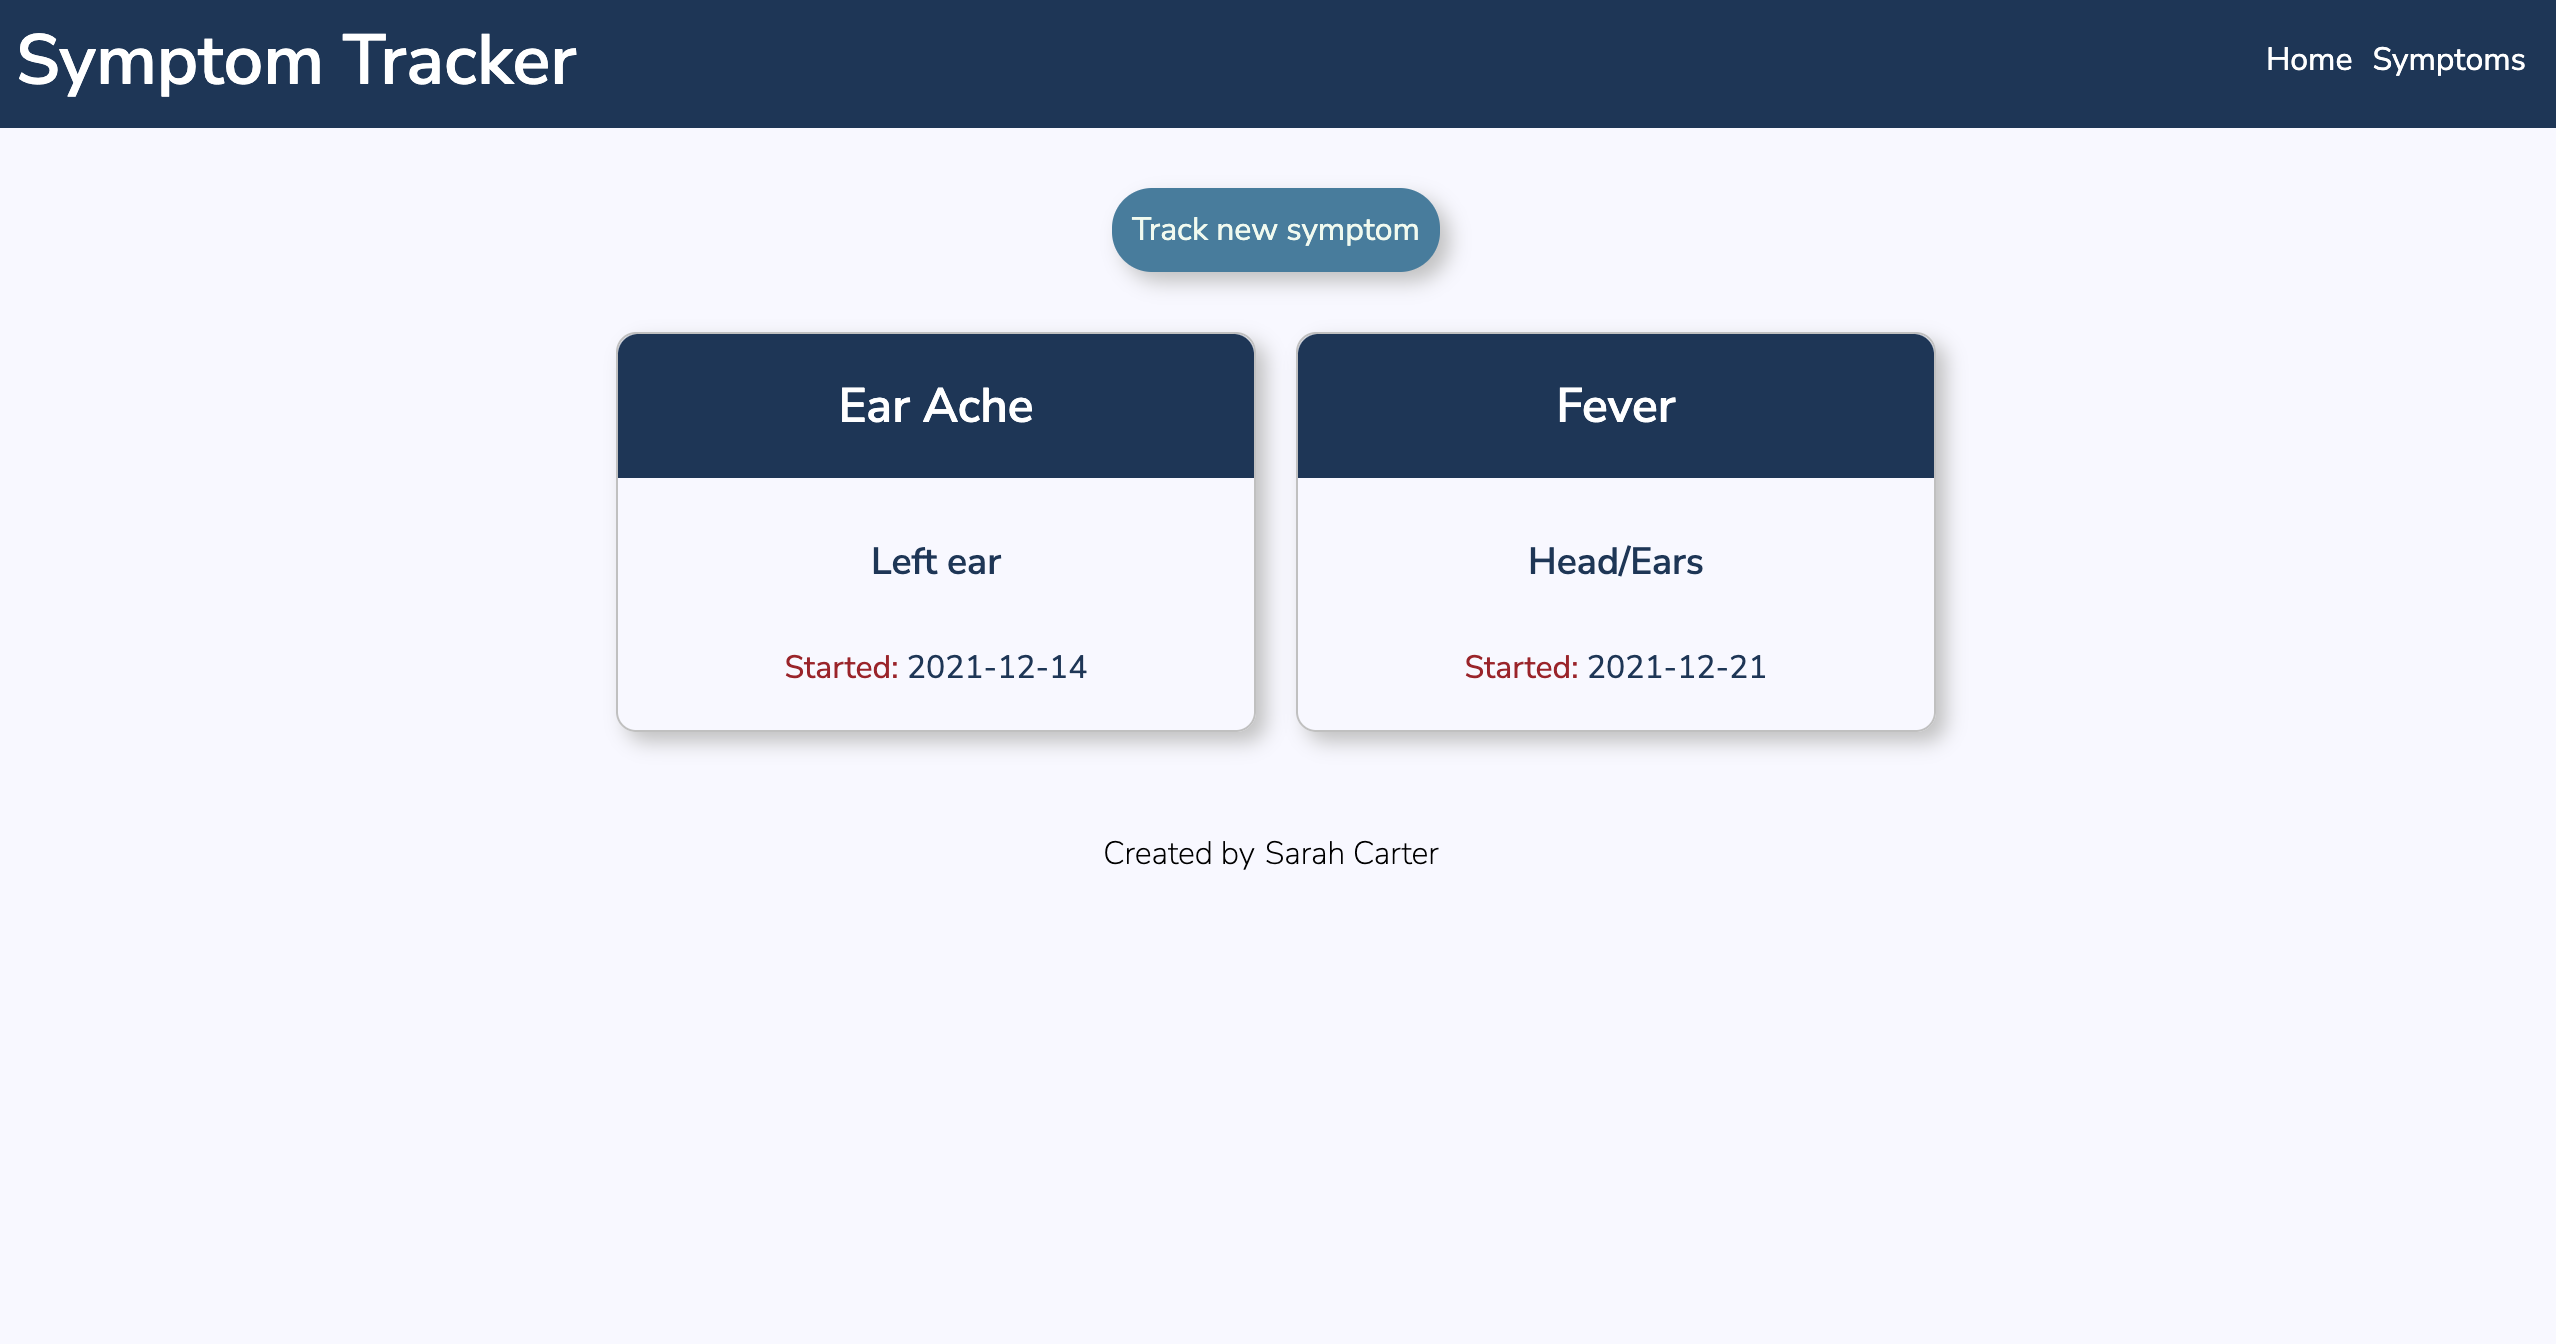 Symptom Tracker
Home Symptoms
Track new symptom
Ear Ache
Left ear
Started: 2021-12-14
Fever
Head/Ears
Started: 2021-12-21
Created by Sarah Carter